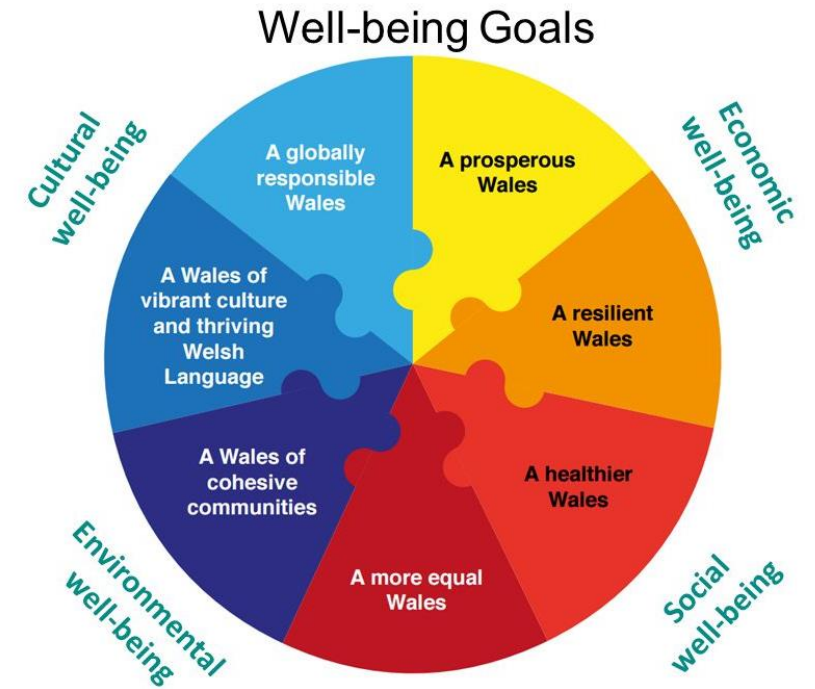 Well-being Goals
Cultural
well-being
A globally
responsible
Wales
A prosperous
Wales
Economic
well-being
A Wales of
vibrant culture
and thriving
Welsh
Language
A resilient
Wales
A Wales of
cohesive
communities
A healthier
Wales
A more equal
Wales
Environmental
well-being
Social
well-being